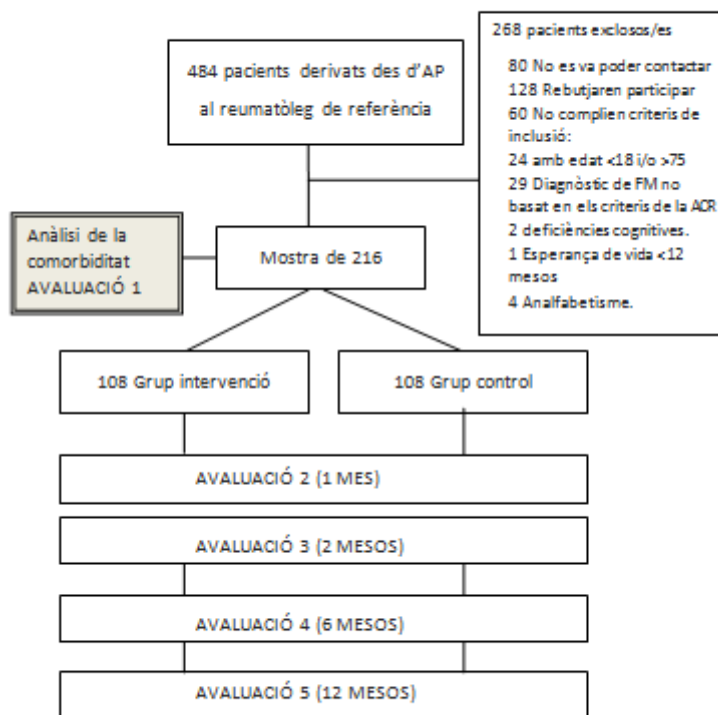 484 pacients derivats des d'AP
al reumatòleg de referència
268 pacients exclosos/es
80 No es va poder contactar
128 Rebutjaren participar
60 No complien criteris de
inclusió:
24 amb edat <18 i/o >75
29 Diagnòstic de FM no
basat en els criteris de la ACR
2 deficiències cognitives.
1 Esperança de vida <12
mesos
4 Analfabetisme.
Anàlisi de la
comorbiditat
AVALUACIÓ 1
Mostra de 216
108 Grup intervenció
108 Grup control
AVALUACIÓ 2 (1 MES)
AVALUACIÓ 3 (2 MESOS)
AVALUACIÓ 4 (6 MESOS)
AVALUACIÓ 5 (12 MESOS)